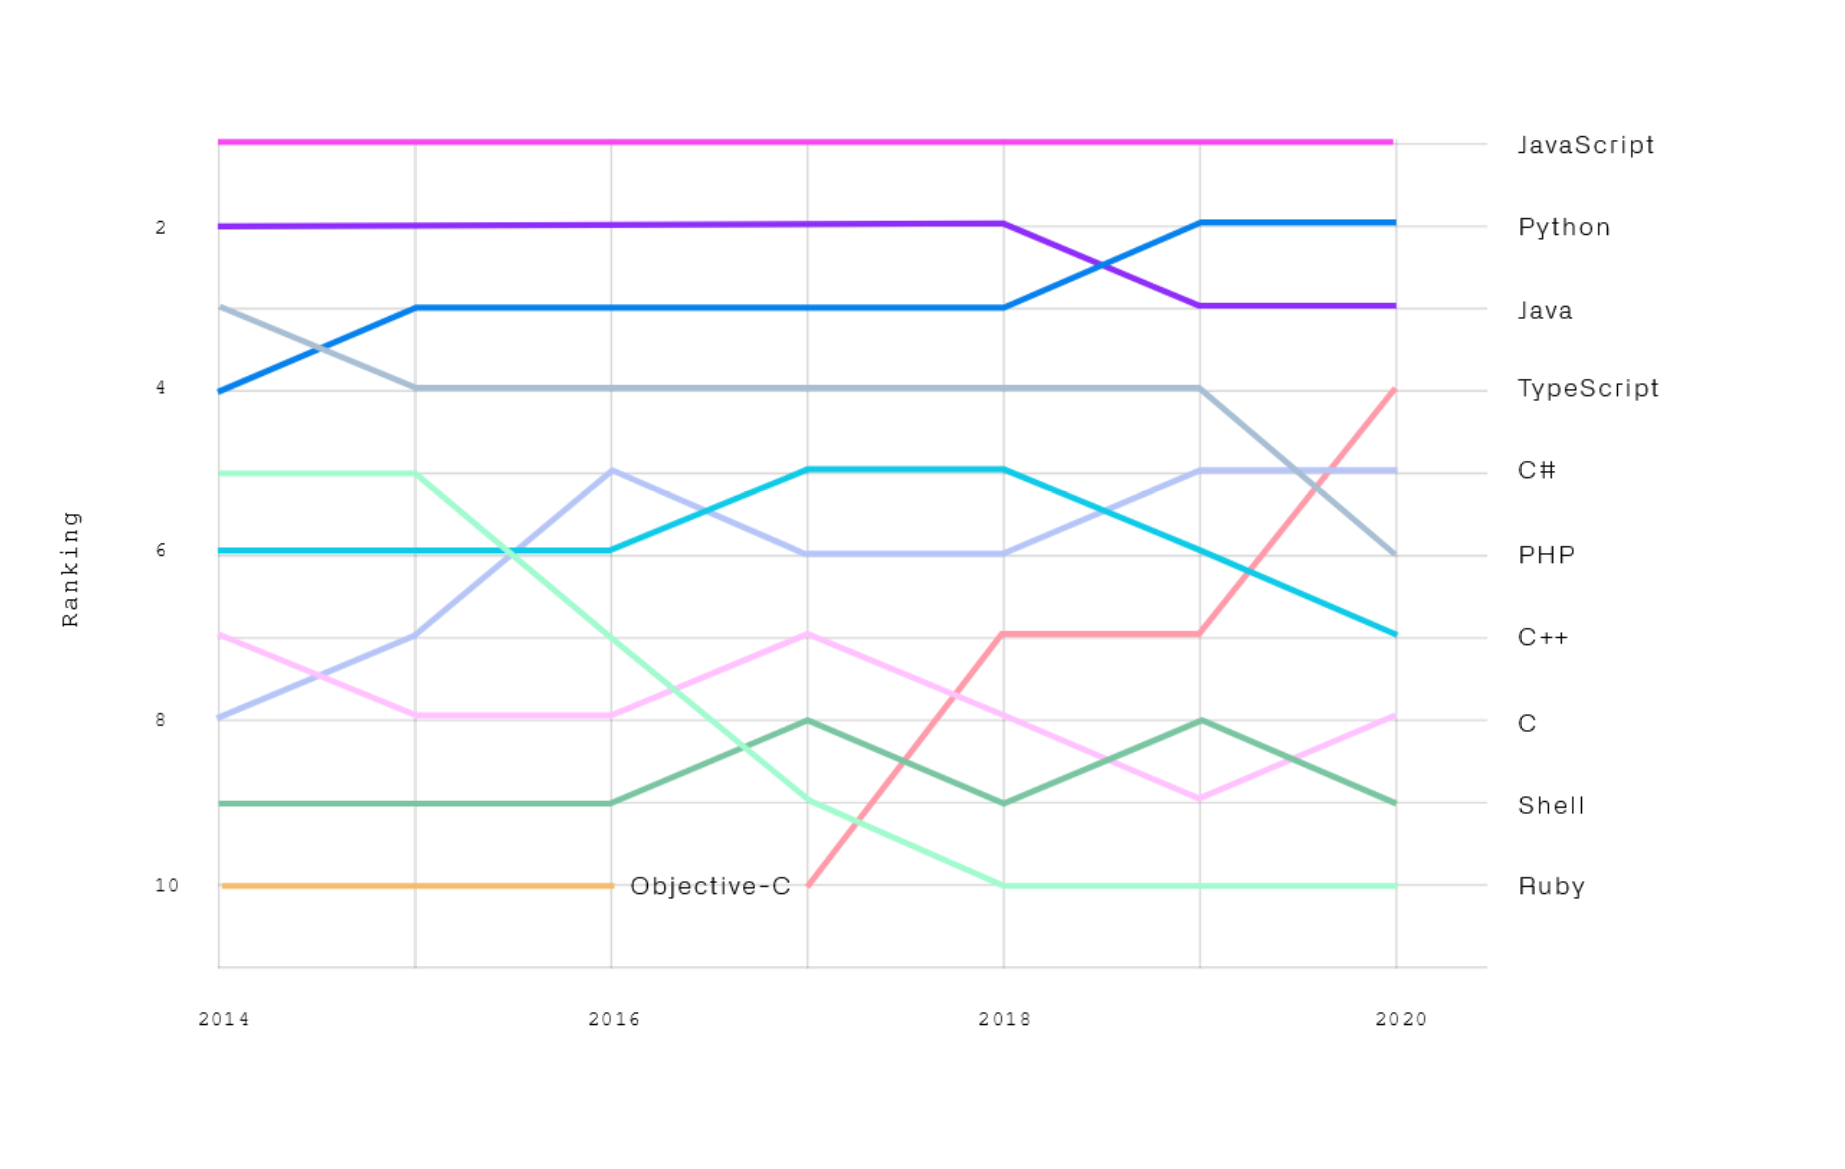 JavaScript
2
Python
Java
4
TypeScript
C#
Ranking
6
PHP
C++
8
C
Shell
10
Objective-C
Ruby
2014
2016
2018
2020